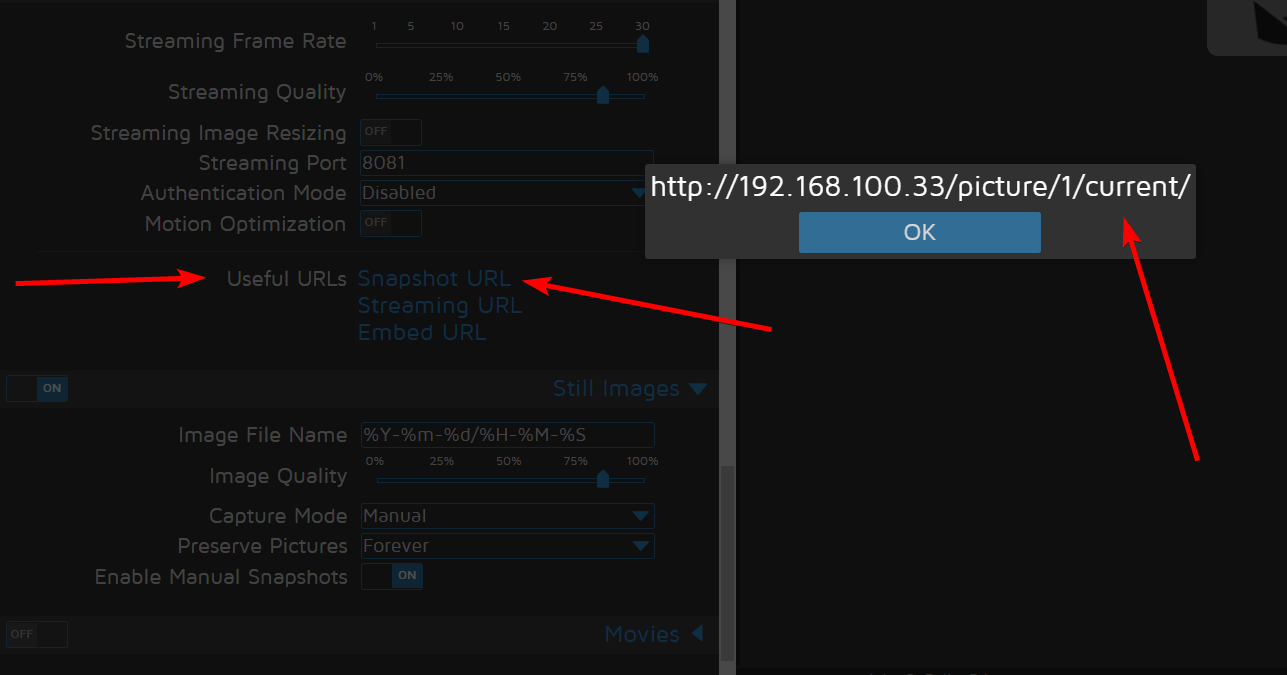 1 5 10 15 20 25 30
Streaming Frame Rate
0% 25% 50% 75% 100%
Streaming Quality
Streaming Image Resizing OFF
Streaming Port 8081
Authentication Mode Disabled
Motion Optimization OFF
http://192.168.100.33/picture/1/current/
OK
Useful URLs Snapshot URL
Streaming URL
Embed URL
ON Still Images
Image File Name %Y-%m-%d/%H-%M-%S
0% 25% 50% 75% 100%
Image Quality
Capture Mode Manual
Preserve Pictures Forever
Enable Manual Snapshots ON
OFF Movies